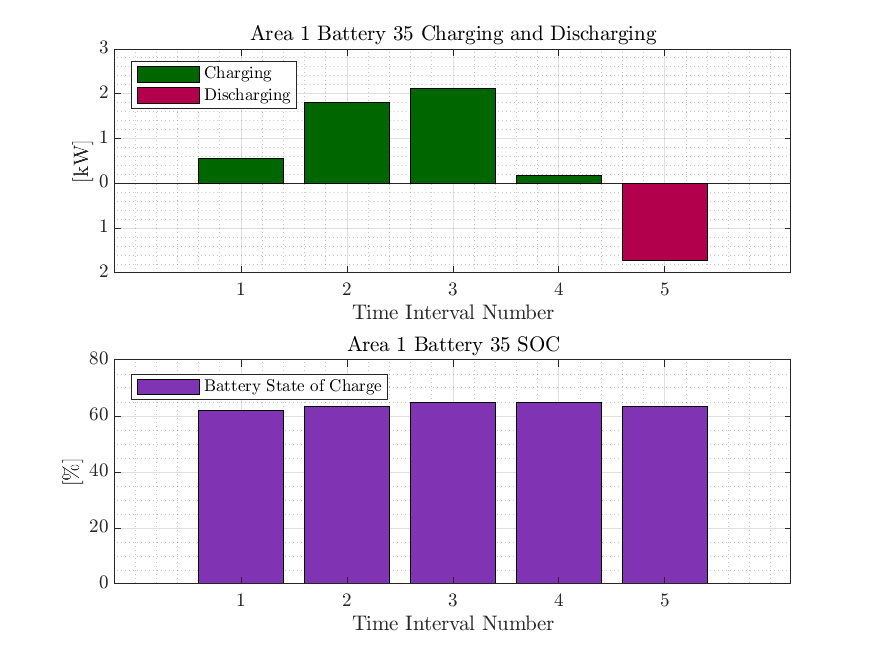 Area 1 Battery 35 Charging and Discharging
3
2
1
0
1
2
[kW]
Charging
Discharging
1 2 3 4 5
Time Interval Number
Area 1 Battery 35 SOC
80
60
40
20
0
[%]
Battery State of Charge
1 2 3 4 5
Time Interval Number